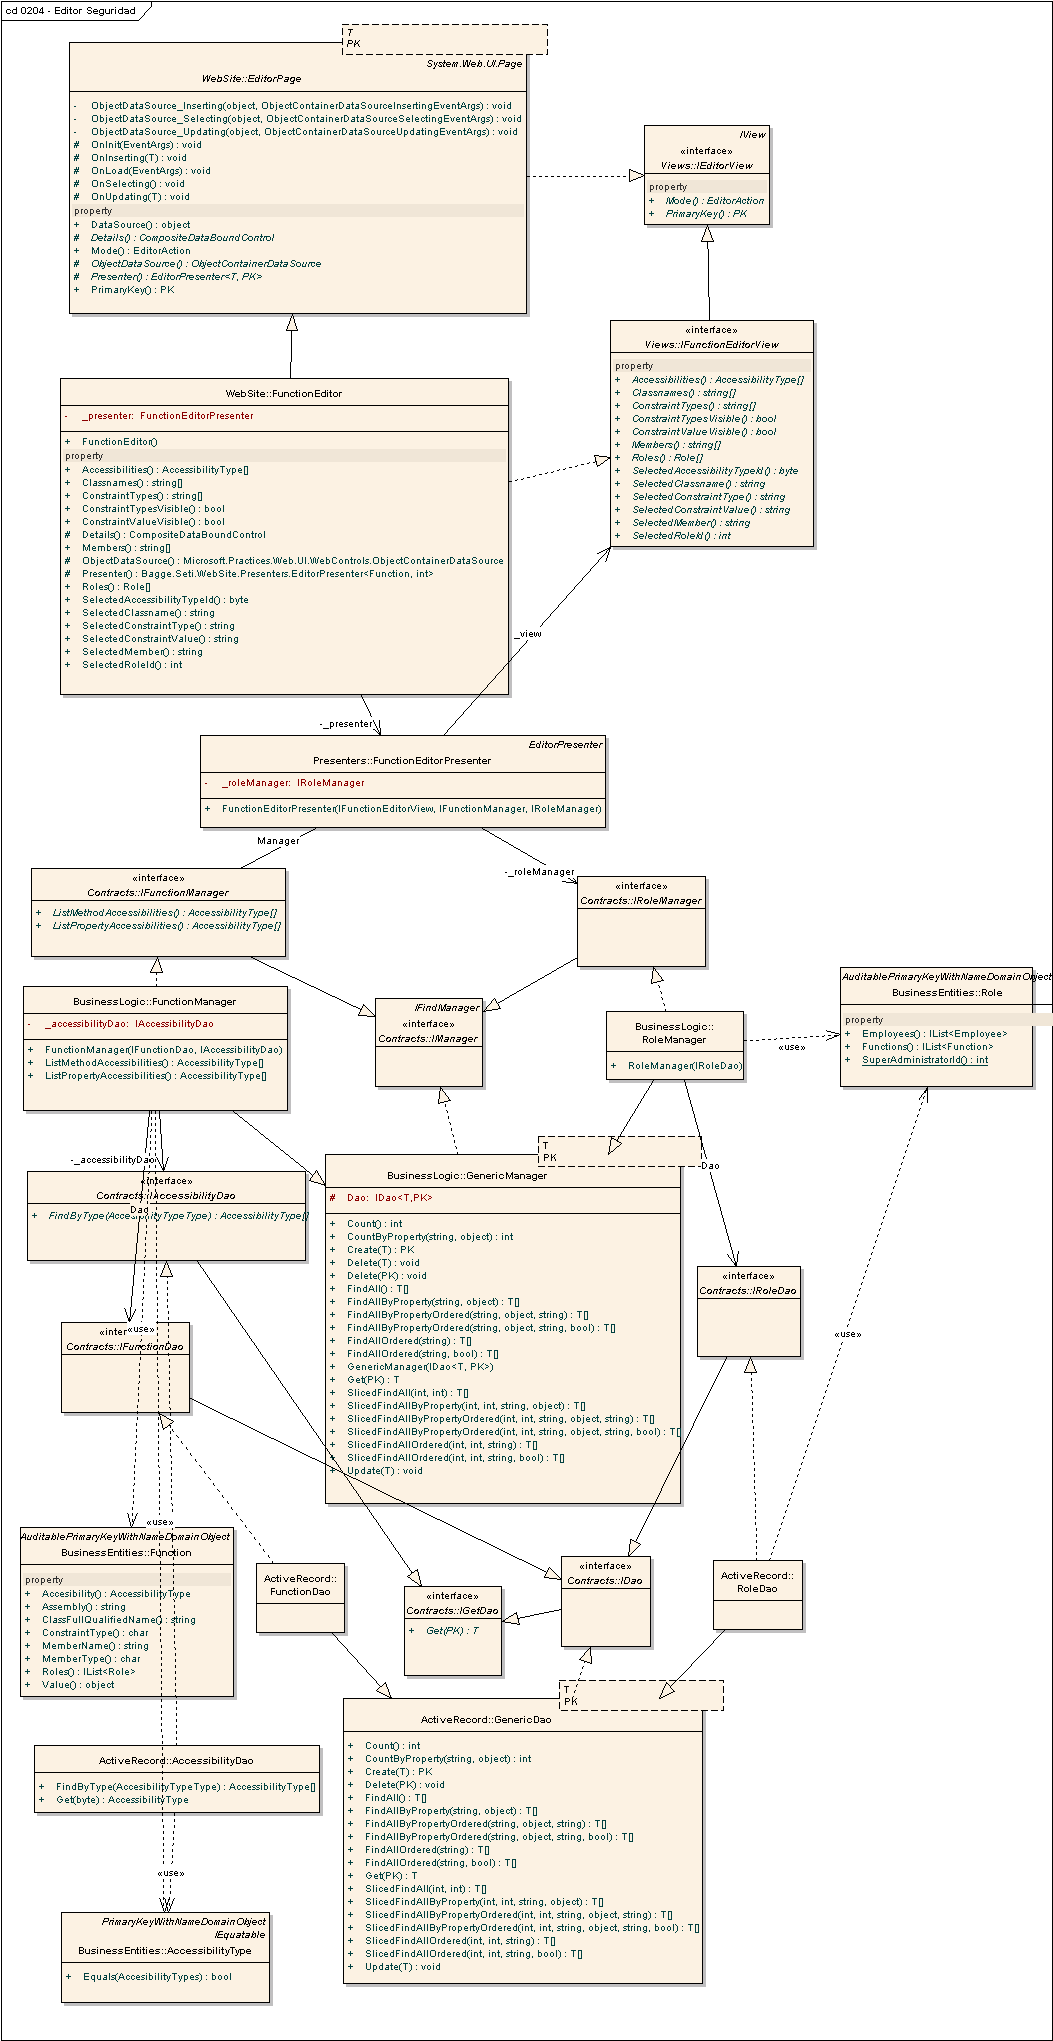 cd 0204 - Editor Seguridad
T
PK
System.Web.UI.Page
WebSite::EditorPage
- ObjectDataSource_Inserting(object, ObjectContainerDataSourceInsertingEventArgs) : void
- ObjectDataSource_Selecting(object, ObjectContainerDataSourceSelectingEventArgs) : void
- ObjectDataSource_Updating(object, ObjectContainerDataSourceUpdatingEventArgs) : void
# OnInit(EventArgs) : void
# OnInserting(T) : void
# OnLoad(EventArgs) : void
# OnSelecting() : void
# OnUpdating(T) : void
property
+ DataSource() : object
# Details() : CompositeDataBoundControl
+ Mode() : EditorAction
# ObjectDataSource() : ObjectContainerDataSource
# Presenter() : EditorPresenter<T, PK>
+ PrimaryKey() : PK
IView
«interface»
Views::IEditorView
property
+ Mode() : EditorAction
+ PrimaryKey() : PK
«interface»
Views::IFunctionEditorView
property
+ Accessibilities() : AccessibilityType[]
+ Classnames() : string[]
+ ConstraintTypes() : string[]
+ ConstraintTypesVisible() : bool
+ ConstraintValueVisible() : bool
+ Members() : string[]
+ Roles() : Role[]
+ SelectedAccessibilityTypeId() : byte
+ SelectedClassname() : string
+ SelectedConstraintType() : string
+ SelectedConstraintValue() : string
+ SelectedMember() : string
+ SelectedRoleId() : int
WebSite::FunctionEditor
- _presenter: FunctionEditorPresenter
+ FunctionEditor()
property
+ Accessibilities() : AccessibilityType[]
+ Classnames() : string[]
+ ConstraintTypes() : string[]
+ ConstraintTypesVisible() : bool
+ ConstraintValueVisible() : bool
# Details() : CompositeDataBoundControl
+ Members() : string[]
# ObjectDataSource() : Microsoft.Practices.Web.UI.WebControls.ObjectContainerDataSource
# Presenter() : Bagge.Seti.WebSite.Presenters.EditorPresenter<Function, int>
+ Roles() : Role[]
+ SelectedAccessibilityTypeId() : byte
+ SelectedClassname() : string
+ SelectedConstraintType() : string
+ SelectedConstraintValue() : string
+ SelectedMember() : string
+ SelectedRoleId() : int
_view
-_presenter
EditorPresenter
Presenters::FunctionEditorPresenter
- _roleManager: IRoleManager
+ FunctionEditorPresenter(IFunctionEditorView, IFunctionManager, IRoleManager)
Manager
-_roleManager
«interface»
Contracts::IFunctionManager
+ ListMethodAccessibilities() : AccessibilityType[]
+ ListPropertyAccessibilities() : AccessibilityType[]
«interface»
Contracts::IRoleManager
BusinessLogic::FunctionManager
- _accessibilityDao: IAccessibilityDao
+ FunctionManager(IFunctionDao, IAccessibilityDao)
+ ListMethodAccessibilities() : AccessibilityType[]
+ ListPropertyAccessibilities() : AccessibilityType[]
IFindManager
«interface»
Contracts::IManager
BusinessLogic::
RoleManager
+ RoleManager(IRoleDao)
«use»
AuditablePrimaryKeyWithNameDomainObject
BusinessEntities::Role
property
+ Employees() : IList<Employee>
+ Functions() : IList<Function>
+ SuperAdministratorId() : int
-_accessibilityDao
«interface»
Contracts::IAccessibilityDao
Dao
+ FindByType(AccesibilityTypeType) : AccessibilityType[]
T
PK
BusinessLogic::GenericManager
# Dao: IDao<T,PK>
+ Count() : int
+ CountByProperty(string, object) : int
+ Create(T) : PK
+ Delete(T) : void
+ Delete(PK) : void
+ FindAll() : T[]
+ FindAllByProperty(string, object) : T[]
+ FindAllByPropertyOrdered(string, object, string) : T[]
+ FindAllByPropertyOrdered(string, object, string, bool) : T[]
+ FindAllOrdered(string) : T[]
+ FindAllOrdered(string, bool) : T[]
+ GenericManager(IDao<T, PK>)
+ Get(PK) : T
+ SlicedFindAll(int, int) : T[]
+ SlicedFindAllByProperty(int, int, string, object) : T[]
+ SlicedFindAllByPropertyOrdered(int, int, string, object, string) : T[]
+ SlicedFindAllByPropertyOrdered(int, int, string, object, string, bool) : T[]
+ SlicedFindAllOrdered(int, int, string) : T[]
+ SlicedFindAllOrdered(int, int, string, bool) : T[]
+ Update(T) : void
Dao
«interface»
Contracts::IRoleDao
«use»
«use»
«inter
Contracts::IFunctionDao
«use»
AuditablePrimaryKeyWithNameDomainObject
BusinessEntities::Function
property
+ Accesibility() : AccessibilityType
+ Assembly() : string
+ ClassFullQualifiedName() : string
+ ConstraintType() : char
+ MemberName() : string
+ MemberType() : char
+ Roles() : IList<Role>
+ Value() : object
ActiveRecord::
FunctionDao
«interface»
Contracts::IGetDao
+ Get(PK) : T
«interface»
Contracts::IDao
ActiveRecord::
RoleDao
T
PK
ActiveRecord::GenericDao
+ Count() : int
+ CountByProperty(string, object) : int
+ Create(T) : PK
+ Delete(PK) : void
+ FindAll() : T[]
+ FindAllByProperty(string, object) : T[]
+ FindAllByPropertyOrdered(string, object, string) : T[]
+ FindAllByPropertyOrdered(string, object, string, bool) : T[]
+ FindAllOrdered(string) : T[]
+ FindAllOrdered(string, bool) : T[]
+ Get(PK) : T
+ SlicedFindAll(int, int) : T[]
+ SlicedFindAllByProperty(int, int, string, object) : T[]
+ SlicedFindAllByPropertyOrdered(int, int, string, object, string) : T[]
+ SlicedFindAllByPropertyOrdered(int, int, string, object, string, bool) : T[]
+ SlicedFindAllOrdered(int, int, string) : T[]
+ SlicedFindAllOrdered(int, int, string, bool) : T[]
+ Update(T) : void
ActiveRecord::AccessibilityDao
+ FindByType(AccesibilityTypeType) : AccessibilityType[]
+ Get(byte) : AccessibilityType
«use»
PrimaryKeyWithNameDomainObject
IEquatable
BusinessEntities::AccessibilityType
+ Equals(AccesibilityTypes) : bool